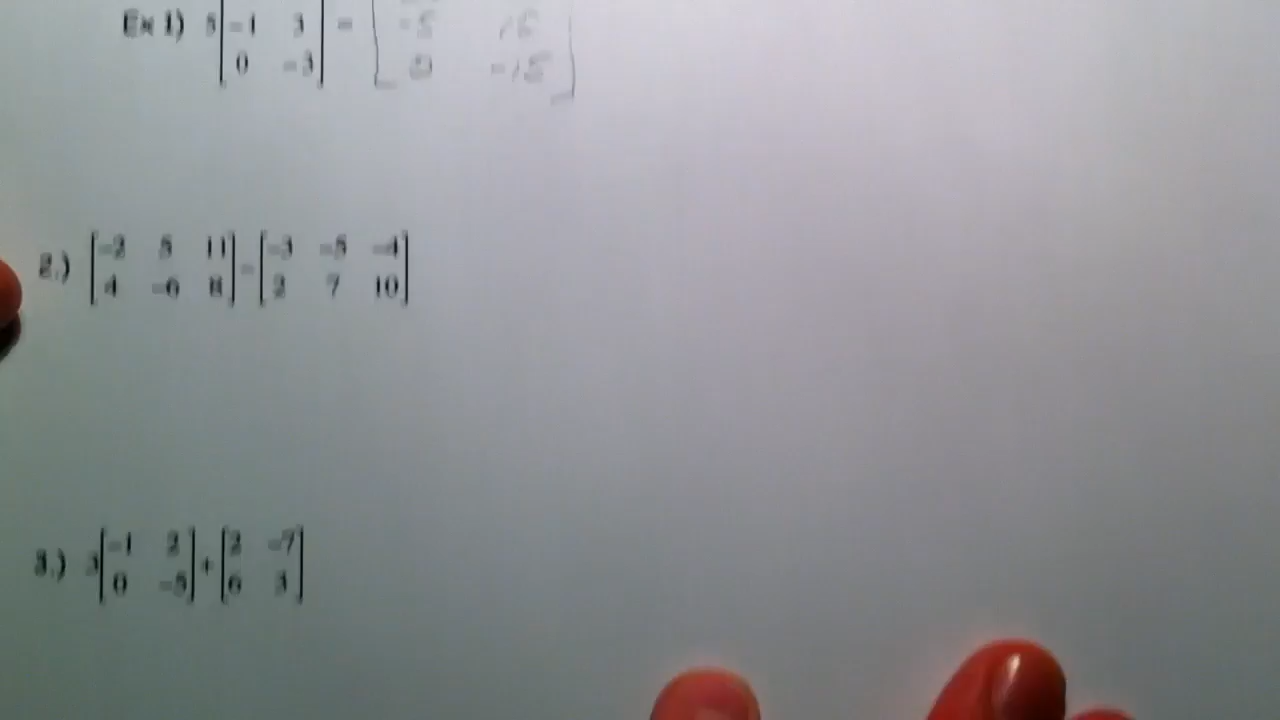 Ex 1) 5 -1 3 = -5 15
0 -3 0 -15
2.) -2 5 11 - -3 -5 -4
4 -6 8 2 7 10
3.) 3 -1 2 + 2 -7
0 -5 6 3